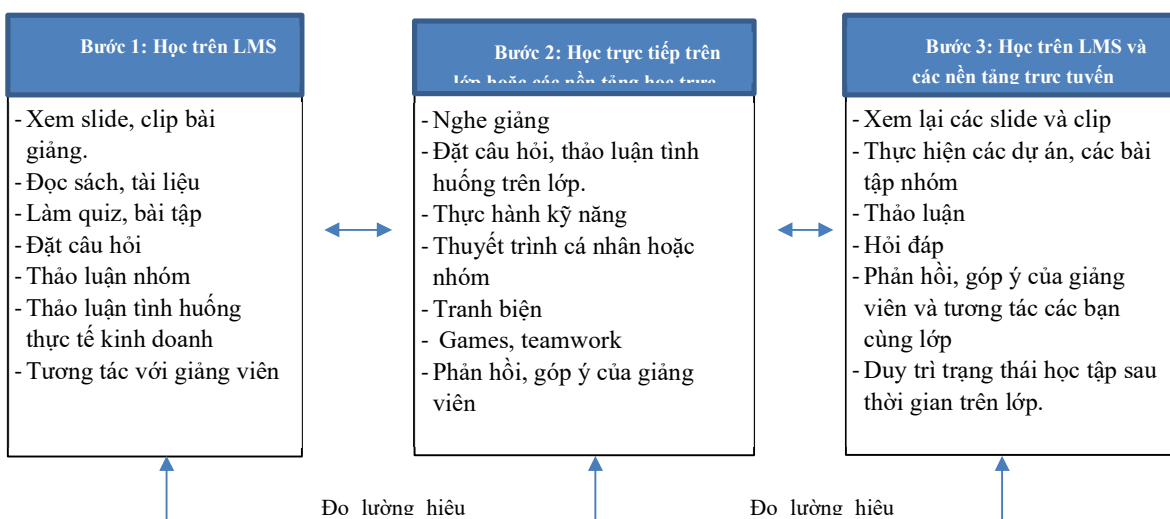 Bước 1: Học trên LMS
- Xem slide, clip bài
giảng.
- Đọc sách, tài liệu
- Làm quiz, bài tập
- Đặt câu hỏi
- Thảo luận nhóm
- Thảo luận tình huống
thực tế kinh doanh
- Tương tác với giảng viên
Bước 2: Học trực tiếp trên
lớp hoặc các nền tảng học trực
- Nghe giảng
- Đặt câu hỏi, thảo luận tình
huống trên lớp.
- Thực hành kỹ năng
- Thuyết trình cá nhân hoặc
nhóm
- Tranh biện
- Games, teamwork
- Phản hồi, góp ý của giảng
viên
Bước 3: Học trên LMS và
các nền tảng trực tuyến
- Xem lại các slide và clip
- Thực hiện các dự án, các bài
tập nhóm
- Thảo luận
- Hỏi đáp
- Phản hồi, góp ý của giảng
viên và tương tác các bạn
cùng lớp
- Duy trì trạng thái học tập sau
thời gian trên lớp.
Đo lường hiệu
Đo lường hiệu